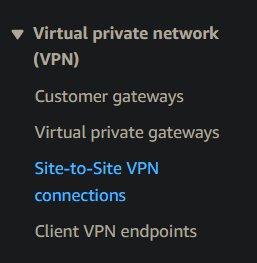 Virtual private network
(VPN)
Customer gateways
Virtual private gateways
Site-to-Site VPN
connections
Client VPN endpoints